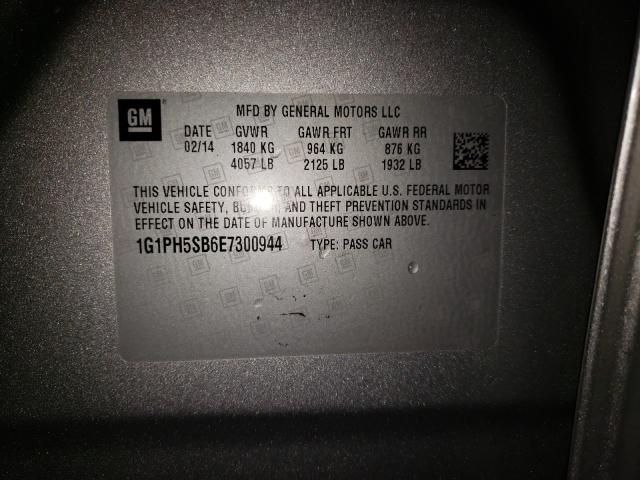 GM ®
MFD BY GENERAL MOTORS LLC
DATE GVWR GAWR FRT GAWR RR
02/14 1840 KG 964 KG 876 KG
4057 LB 2125 LB 1932 LB
THIS VEHICLE CONFORMS TO ALL APPLICABLE U.S. FEDERAL MOTOR
VEHICLE SAFETY, BUMPER, AND THEFT PREVENTION STANDARDS IN
EFFECT ON THE DATE OF MANUFACTURE SHOWN ABOVE.
1G1PH5SB6E7300944 TYPE: PASS CAR